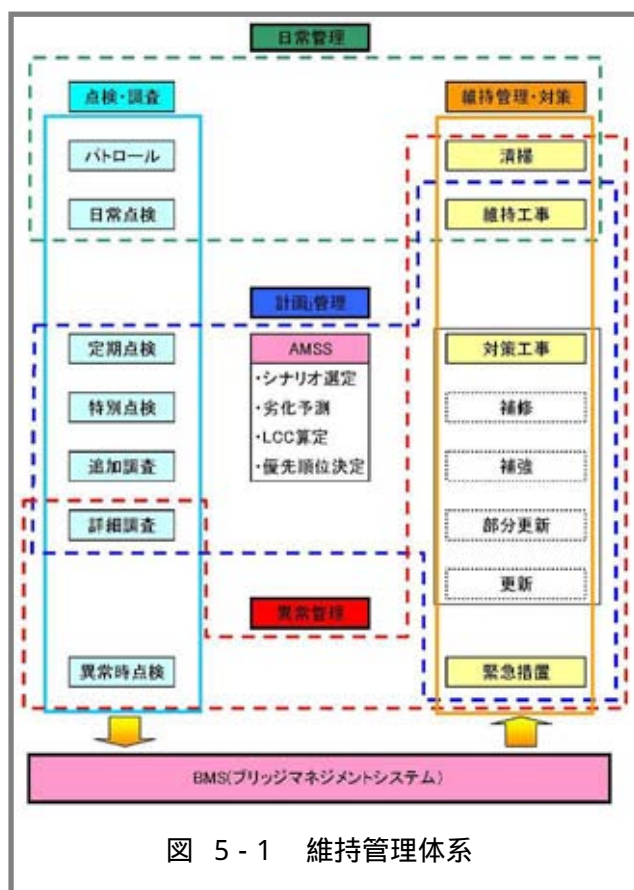 日常管理
点検・調査
維持管理・対策
パトロール
清掃
日常点検
維持工事
計画管理
定期点検
AMSS
対策工事
・シナリオ選定
特別点検
・劣化予測
補修
・LCC算定
追加調査
・優先順位決定
補強
詳細調査
部分更新
更新
異常管理
異常時点検
緊急措置
BMS(ブリッジマネジメントシステム)
図 5-1 維持管理体系